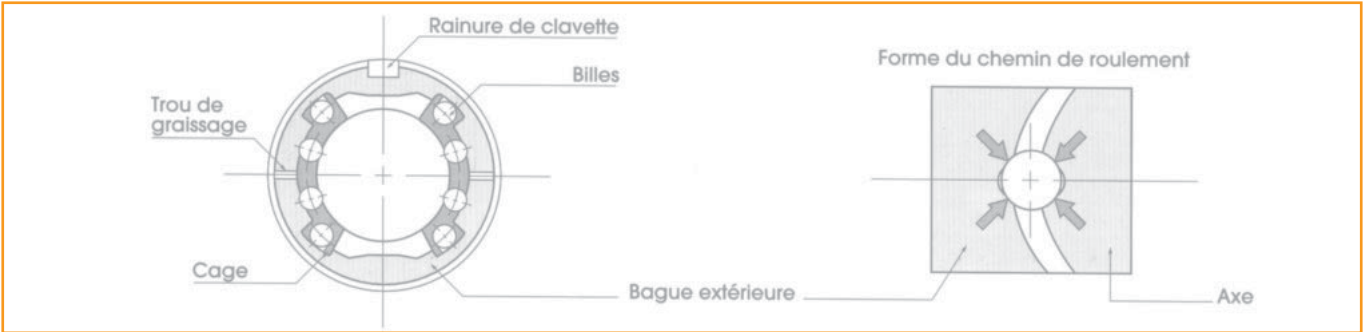 Rainure de clavette
Billes
Trou de
graissage
Cage
Bague extérieure
Forme du chemin de roulement
Axe